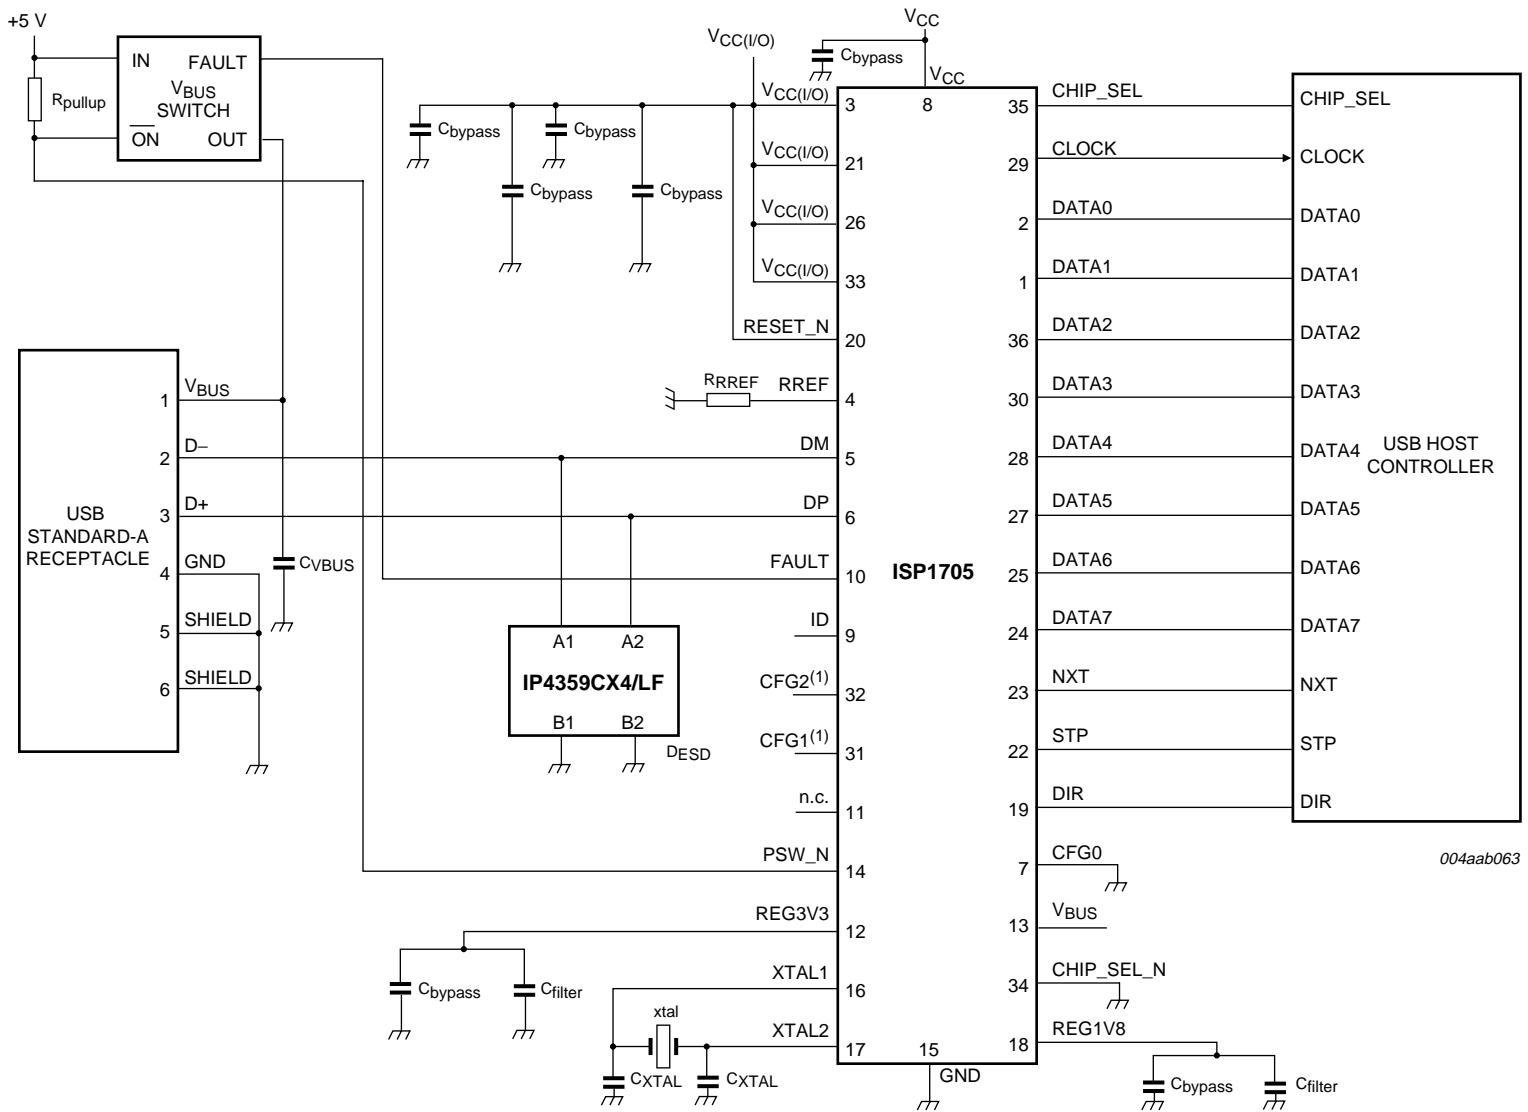 +5 V
IN
FAULT
VBUS
SWITCH
ON
OUT
Rpullup
VCC(I/O)
Cbypass
VCC
VCC
8
Cbypass
Cbypass
Cbypass
Cbypass
VCC(I/O)
3
VCC(I/O)
21
VCC(I/O)
26
VCC(I/O)
33
RESET_N
20
RRREF
RREF
4
DM
5
DP
6
FAULT
10
ID
9
CFG2(1)
32
CFG1(1)
31
n.c.
11
PSW_N
14
REG3V3
12
XTAL1
16
XTAL2
17
USB
STANDARD-A
RECEPTACLE
1
VBUS
2
D–
3
D+
4
GND
5
SHIELD
6
SHIELD
CVBUS
A1
A2
IP4359CX4/LF
B1
B2
DESD
Cbypass
Cfilter
xtal
CXTAL
CXTAL
ISP1705
15
GND
35
CHIP_SEL
CHIP_SEL
29
CLOCK
CLOCK
2
DATA0
DATA0
1
DATA1
DATA1
36
DATA2
DATA2
30
DATA3
DATA3
28
DATA4
DATA4
27
DATA5
DATA5
25
DATA6
DATA6
24
DATA7
DATA7
23
NXT
NXT
22
STP
STP
19
DIR
DIR
USB HOST
CONTROLLER
7
CFG0
13
VBUS
34
CHIP_SEL_N
18
REG1V8
Cbypass
Cfilter
004aab063